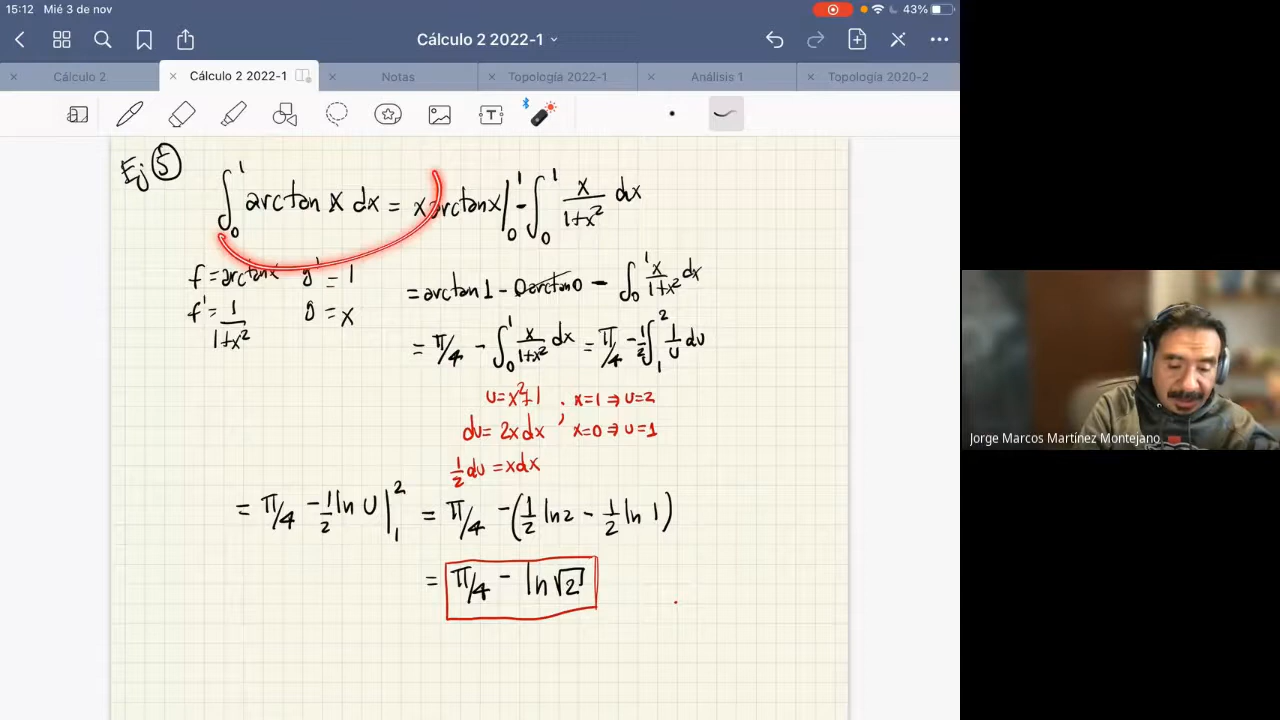 15:12 Mié 3 de nov
43%
Cálculo 2 2022-1
Cálculo 2
Cálculo 2 2022-1
Notas
Topología 2022-1
Análisis 1
Topología 2020-2
Ej 5
∫₀¹ arctan x dx = x arctan x |₀¹ - ∫₀¹ x/(1+x²) dx
f = arctan x g' = 1
f' = 1/(1+x²) g = x
= arctan 1 - 0 arctan 0 - ∫₀¹ x/(1+x²) dx
= π/4 - ∫₀¹ x/(1+x²) dx = π/4 - 1/2 ∫₁² 1/u du
u = x²+1 ; x=1 ⇒ u=2
du = 2x dx x=0 ⇒ u=1
1/2 du = x dx
= π/4 - 1/2 ln u |₁² = π/4 - (1/2 ln 2 - 1/2 ln 1)
= π/4 - ln √2
Jorge Marcos Martínez Montejano